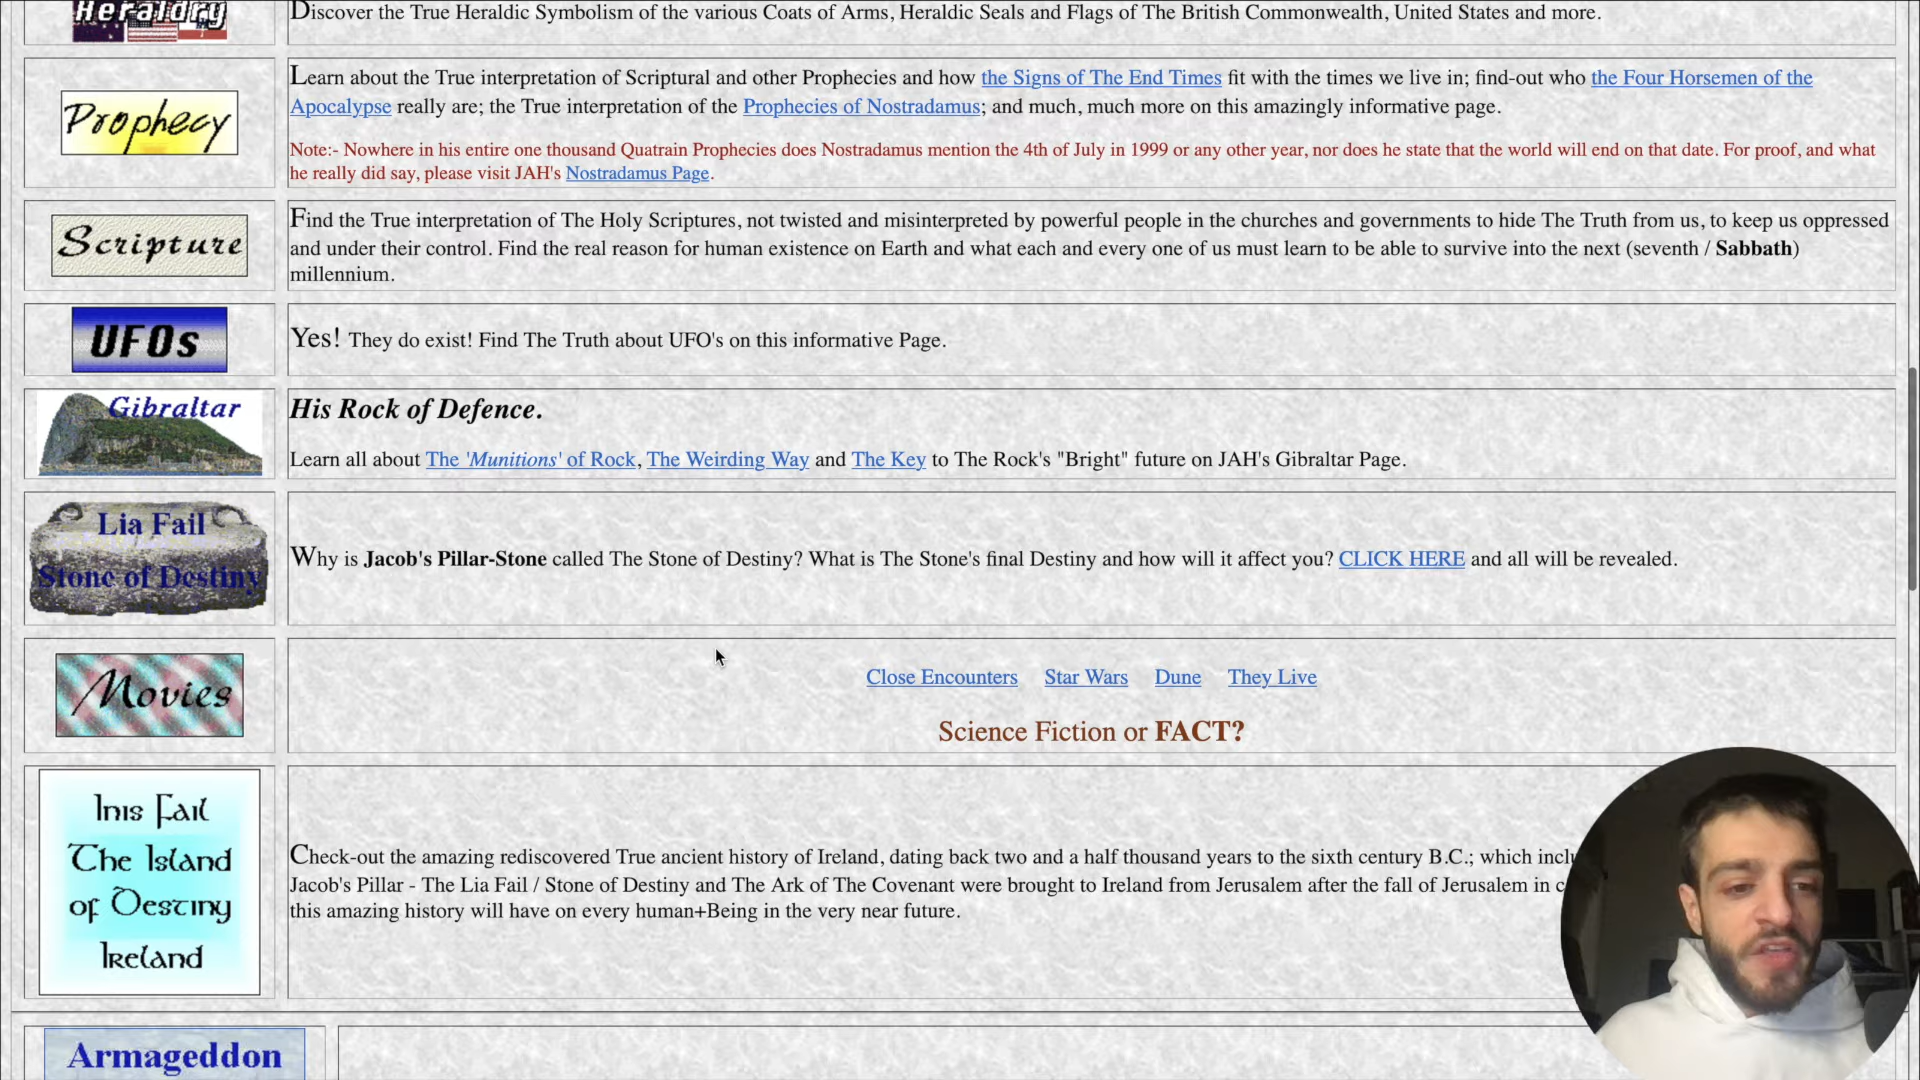 Heraldry
Discover the True Heraldic Symbolism of the various Coats of Arms, Heraldic Seals and Flags of The British Commonwealth, United States and more.
Prophecy
Learn about the True interpretation of Scriptural and other Prophecies and how the Signs of The End Times fit with the times we live in; find-out who the Four Horsemen of the
Apocalypse really are; the True interpretation of the Prophecies of Nostradamus; and much, much more on this amazingly informative page.
Note:- Nowhere in his entire one thousand Quatrain Prophecies does Nostradamus mention the 4th of July in 1999 or any other year, nor does he state that the world will end on that date. For proof, and what
he really did say, please visit JAH's Nostradamus Page.
Scripture
Find the True interpretation of The Holy Scriptures, not twisted and misinterpreted by powerful people in the churches and governments to hide The Truth from us, to keep us oppressed
and under their control. Find the real reason for human existence on Earth and what each and every one of us must learn to be able to survive into the next (seventh / Sabbath)
millennium.
UFOs
Yes! They do exist! Find The Truth about UFO's on this informative Page.
Gibraltar
His Rock of Defence.
Learn all about The 'Munitions' of Rock, The Weirding Way and The Key to The Rock's "Bright" future on JAH's Gibraltar Page.
Lia Fail
Stone of Destiny
Why is Jacob's Pillar-Stone called The Stone of Destiny? What is The Stone's final Destiny and how will it affect you? CLICK HERE and all will be revealed.
Movies
Close Encounters Star Wars Dune They Live
Science Fiction or FACT?
Inis Fail
The Island
of Destiny
Ireland
Check-out the amazing rediscovered True ancient history of Ireland, dating back two and a half thousand years to the sixth century B.C.; which
Jacob's Pillar - The Lia Fail / Stone of Destiny and The Ark of The Covenant were brought to Ireland from Jerusalem after the fall of Jerusalem in
this amazing history will have on every human+Being in the very near future.
Armageddon